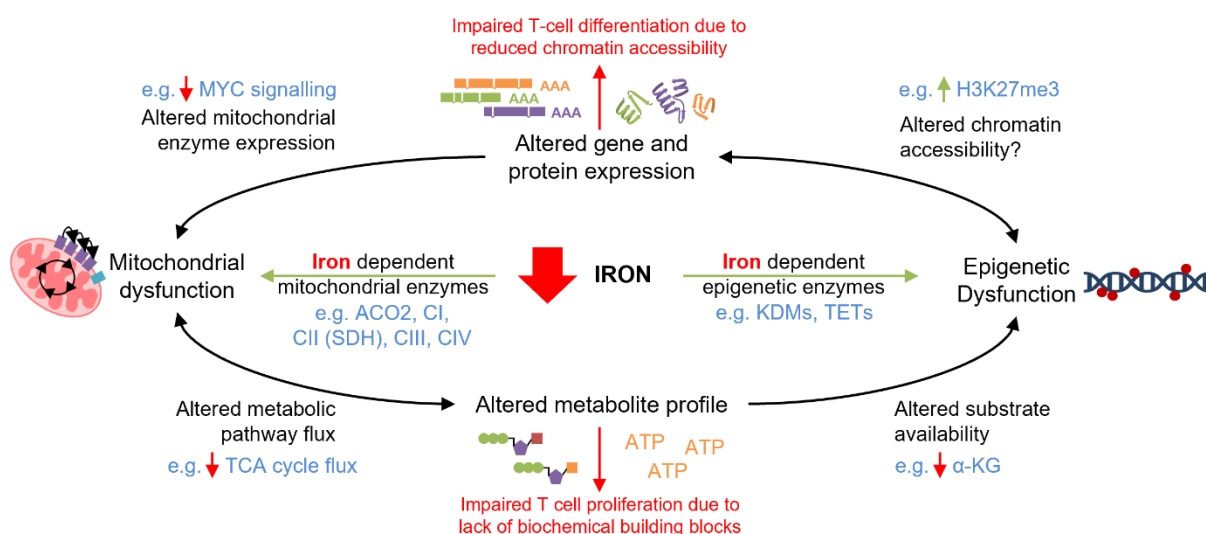 Impaired T-cell differentiation due to
reduced chromatin accessibility
e.g. MYC signalling
Altered mitochondrial
enzyme expression
AAA
AAA
AAA
Altered gene and
protein expression
e.g. H3K27me3
Altered chromatin
accessibility?
Mitochondrial
dysfunction
Iron dependent
mitochondrial enzymes
e.g. ACO2, CI,
CII (SDH), CIII, CIV
IRON
Iron dependent
epigenetic enzymes
e.g. KDMs, TETs
Epigenetic
Dysfunction
Altered metabolic
pathway flux
e.g. TCA cycle flux
Altered metabolite profile
ATP
ATP
ATP
Impaired T cell proliferation due to
lack of biochemical building blocks
Altered substrate
availability
e.g. α-KG